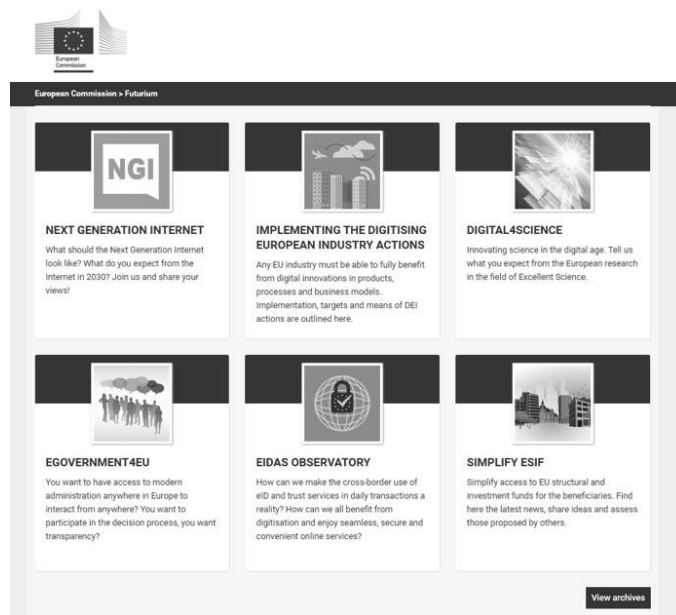 European
Commission
European Commission > Futurium
NGI
NEXT GENERATION INTERNET
What should the Next Generation Internet
look like? What do you expect from the
Internet in 2030? Join us and share your
views!
IMPLEMENTING THE DIGITISING
EUROPEAN INDUSTRY ACTIONS
Any EU industry must be able to fully benefit
from digital innovations in products,
processes and business models.
Implementation, targets and means of DEI
actions are outlined here.
DIGITAL4SCIENCE
Innovating science in the digital age. Tell us
what you expect from the European research
in the field of Excellent Science.
EGOVERNMENT4EU
You want to have access to modern
administration anywhere in Europe to
interact from anywhere? You want to
participate in the decision process, you want
transparency?
EIDAS OBSERVATORY
How can we make the cross-border use of
eID and trust services in daily transactions a
reality? How can we all benefit from
digitisation and enjoy seamless, secure and
convenient online services?
SIMPLIFY ESIF
Simplify access to EU structural and
investment funds for the beneficiaries. Find
here the latest news, share ideas and assess
those proposed by others.
View archives